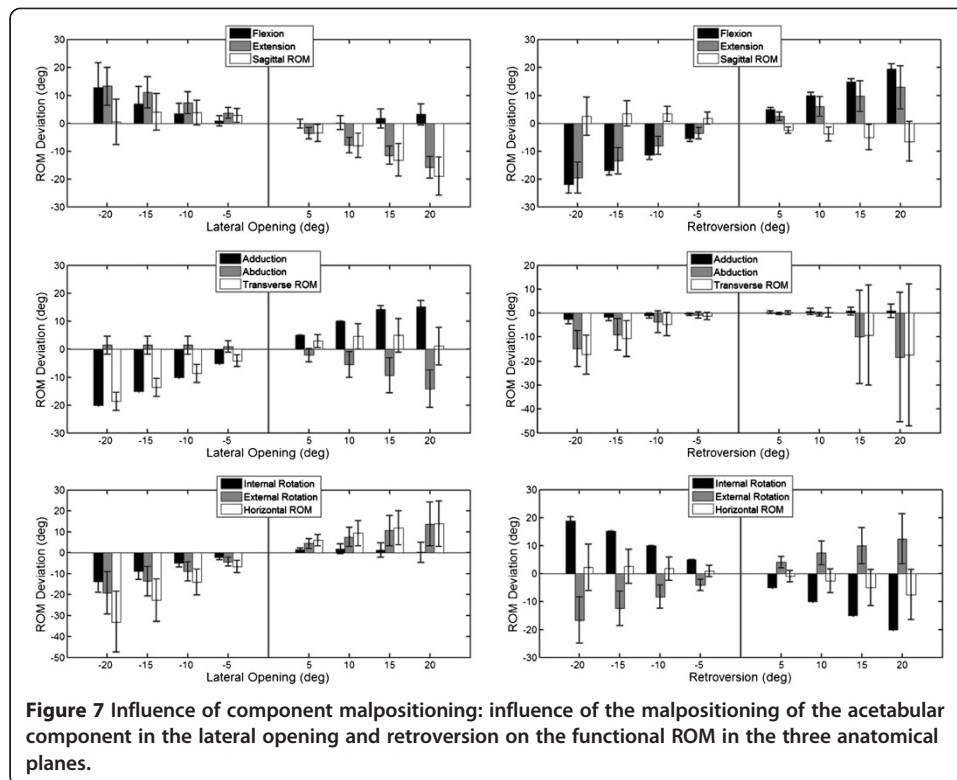 Flexion
Extension
Sagittal ROM
ROM Deviation (deg)
30
20
10
0
-10
-20
-30
-20 -15 -10 -5 5 10 15 20
Lateral Opening (deg)
Flexion
Extension
Sagittal ROM
ROM Deviation (deg)
30
20
10
0
-10
-20
-30
-20 -15 -10 -5 5 10 15 20
Retroversion (deg)
Adduction
Abduction
Transverse ROM
ROM Deviation (deg)
30
20
10
0
-10
-20
-30
-20 -15 -10 -5 5 10 15 20
Lateral Opening (deg)
Adduction
Abduction
Transverse ROM
ROM Deviation (deg)
20
10
0
-10
-20
-30
-40
-50
-20 -15 -10 -5 5 10 15 20
Retroversion (deg)
Internal Rotation
External Rotation
Horizontal ROM
ROM Deviation (deg)
30
20
10
0
-10
-20
-30
-40
-50
-20 -15 -10 -5 5 10 15 20
Lateral Opening (deg)
Internal Rotation
External Rotation
Horizontal ROM
ROM Deviation (deg)
30
20
10
0
-10
-20
-30
-20 -15 -10 -5 5 10 15 20
Retroversion (deg)
Figure 7 Influence of component malpositioning: influence of the malpositioning of the acetabular
component in the lateral opening and retroversion on the functional ROM in the three anatomical
planes.